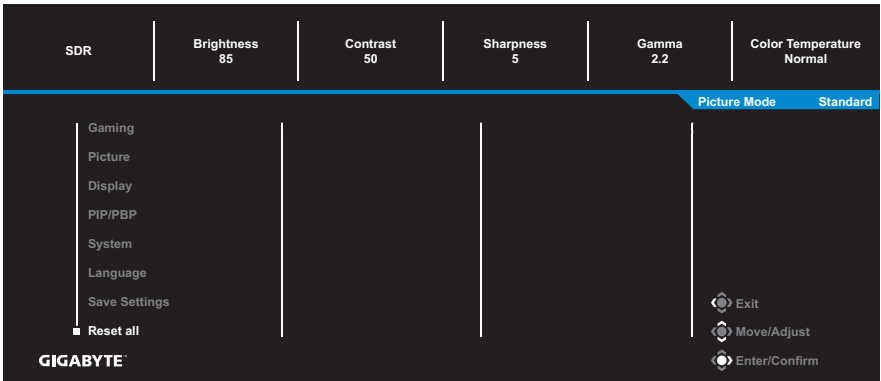 SDR
Brightness
85
Contrast
50
Sharpness
5
Gamma
2.2
Color Temperature
Normal
Picture Mode Standard
Gaming
Picture
Display
PIP/PBP
System
Language
Save Settings
Reset all
Exit
Move/Adjust
Enter/Confirm
GIGABYTE™